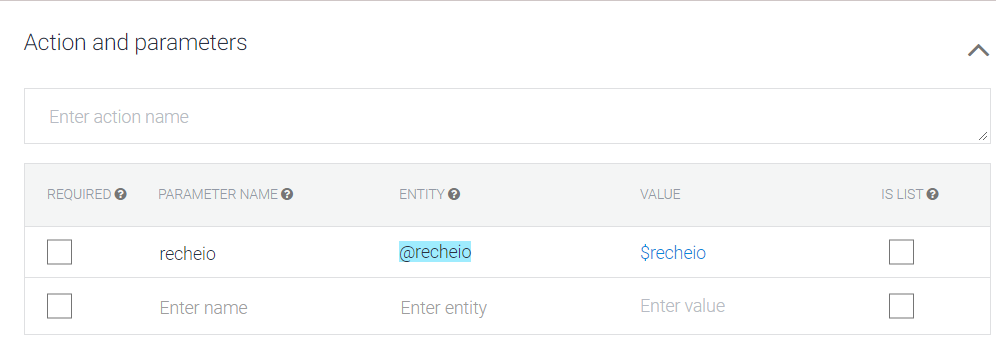 Action and parameters
Enter action name
REQUIRED PARAMETER NAME ENTITY VALUE IS LIST
recheio @recheio $recheio
Enter name Enter entity Enter value